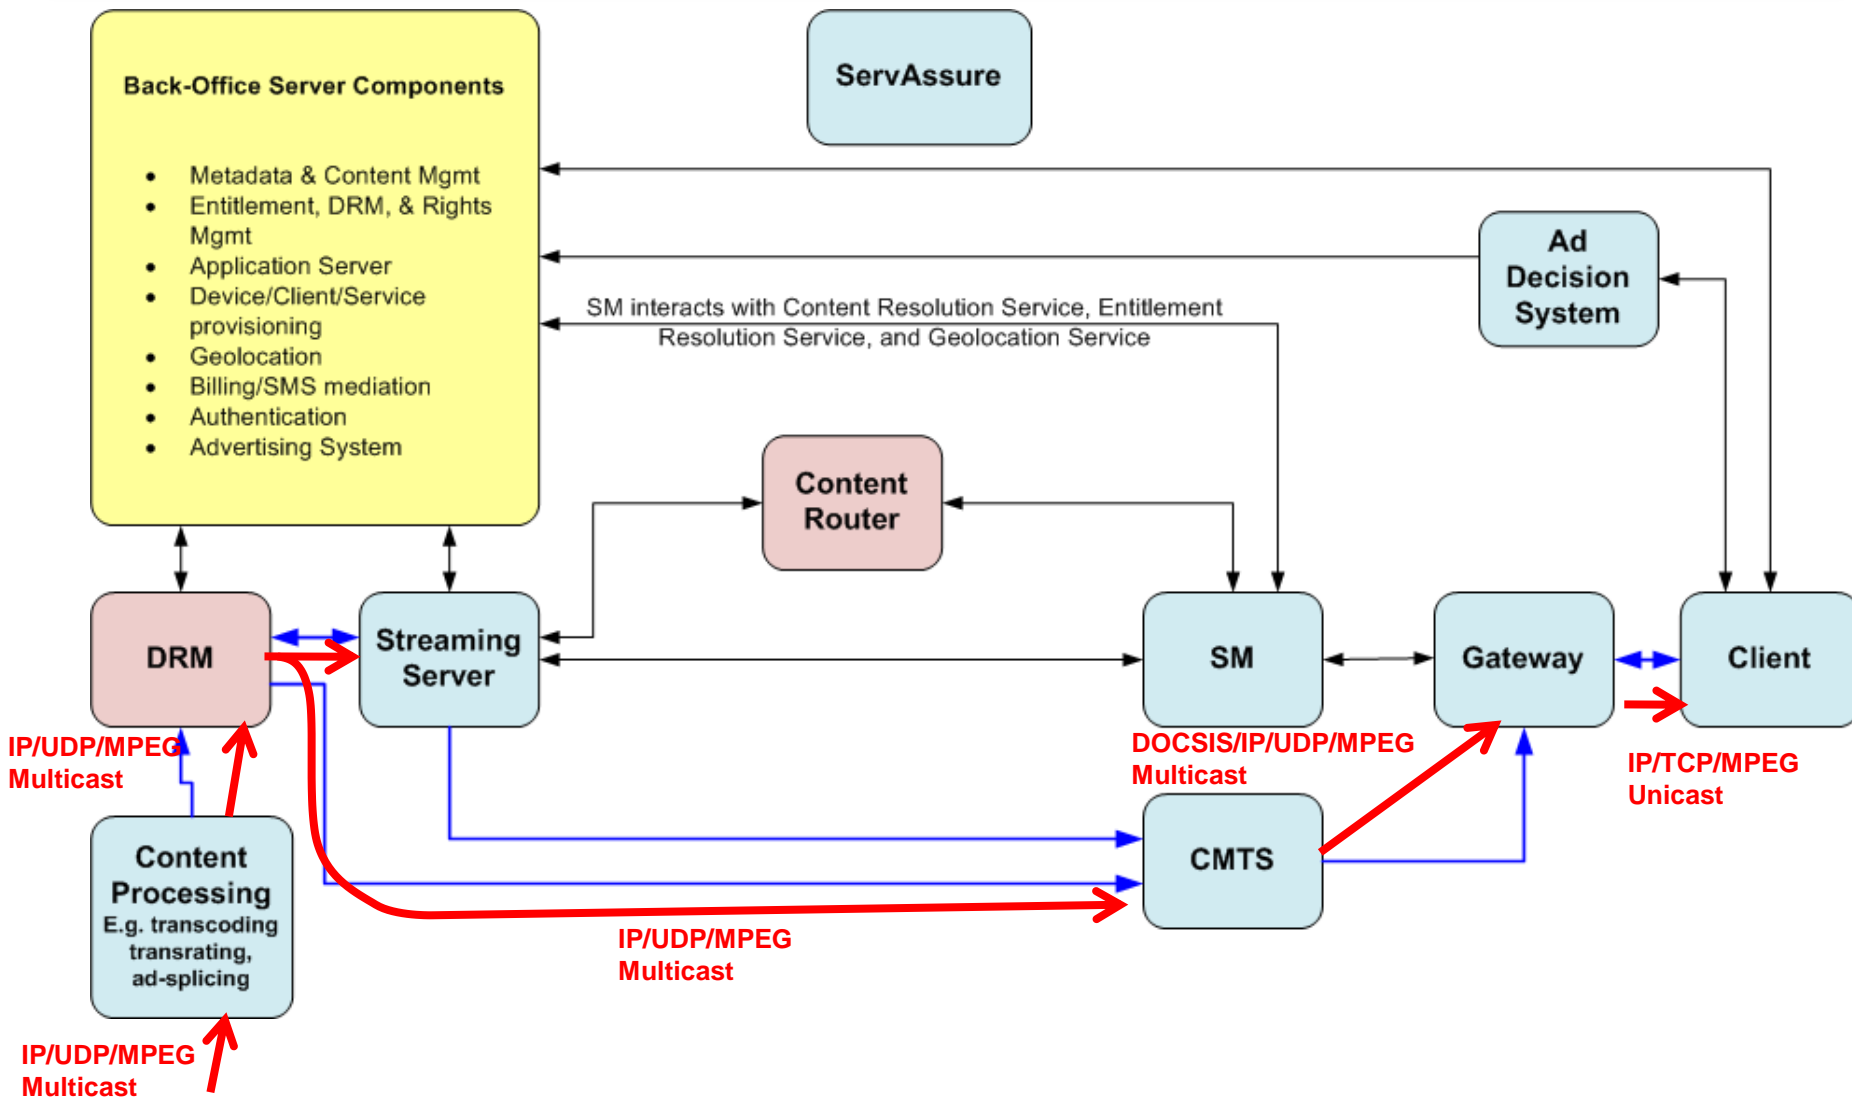 Back-Office Server Components
• Metadata & Content Mgmt
• Entitlement, DRM, & Rights
Mgmt
• Application Server
• Device/Client/Service
provisioning
• Geolocation
• Billing/SMS mediation
• Authentication
• Advertising System
ServAssure
Ad
Decision
System
SM interacts with Content Resolution Service, Entitlement
Resolution Service, and Geolocation Service
Content
Router
DRM
Streaming
Server
SM
Gateway
Client
IP/UDP/MPEG
Multicast
DOCSIS/IP/UDP/MPEG
Multicast
IP/TCP/MPEG
Unicast
Content
Processing
E.g. transcoding
transrating,
ad-splicing
CMTS
IP/UDP/MPEG
Multicast
IP/UDP/MPEG
Multicast